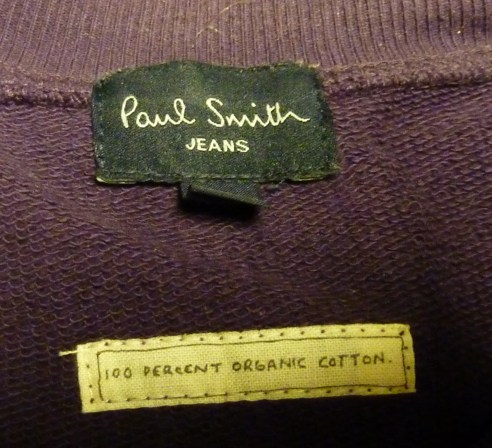 Paul Smith
JEANS
100 PERCENT ORGANIC COTTON.